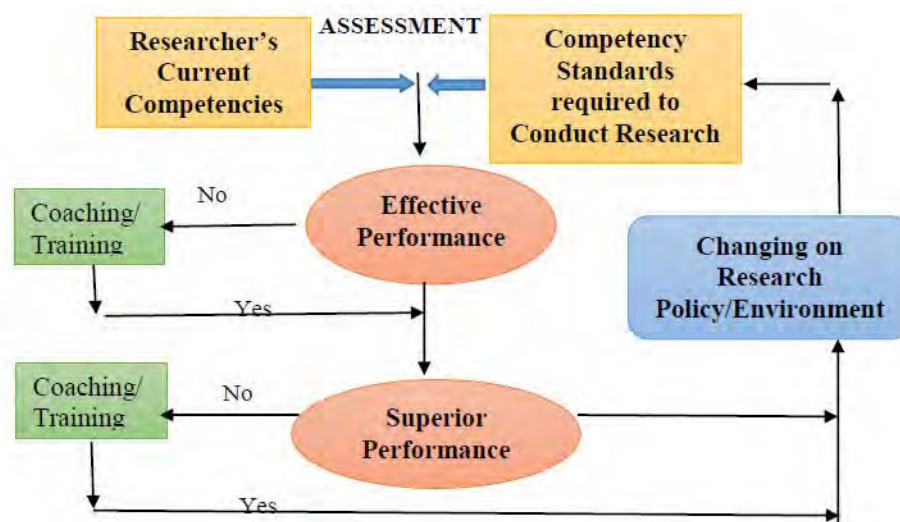 ASSESSMENT
Researcher's
Current
Competencies
Competency
Standards
required to
Conduct Research
No
Effective
Performance
Coaching/
Training
Yes
Changing on
Research
Policy/Environment
No
Coaching/
Training
Superior
Performance
Yes